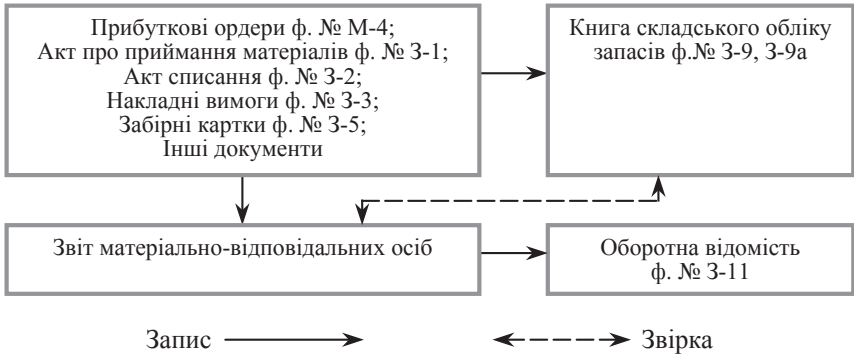 Прибуткові ордери ф. № М-4;
Акт про приймання матеріалів ф. № З-1;
Акт списання ф. № З-2;
Накладні вимоги ф. № З-3;
Забірні картки ф. № З-5;
Інші документи
Книга складського обліку
запасів ф.№ З-9, З-9а
Звіт матеріально-відповідальних осіб
Оборотна відомість
ф. № З-11
Запис
Звірка